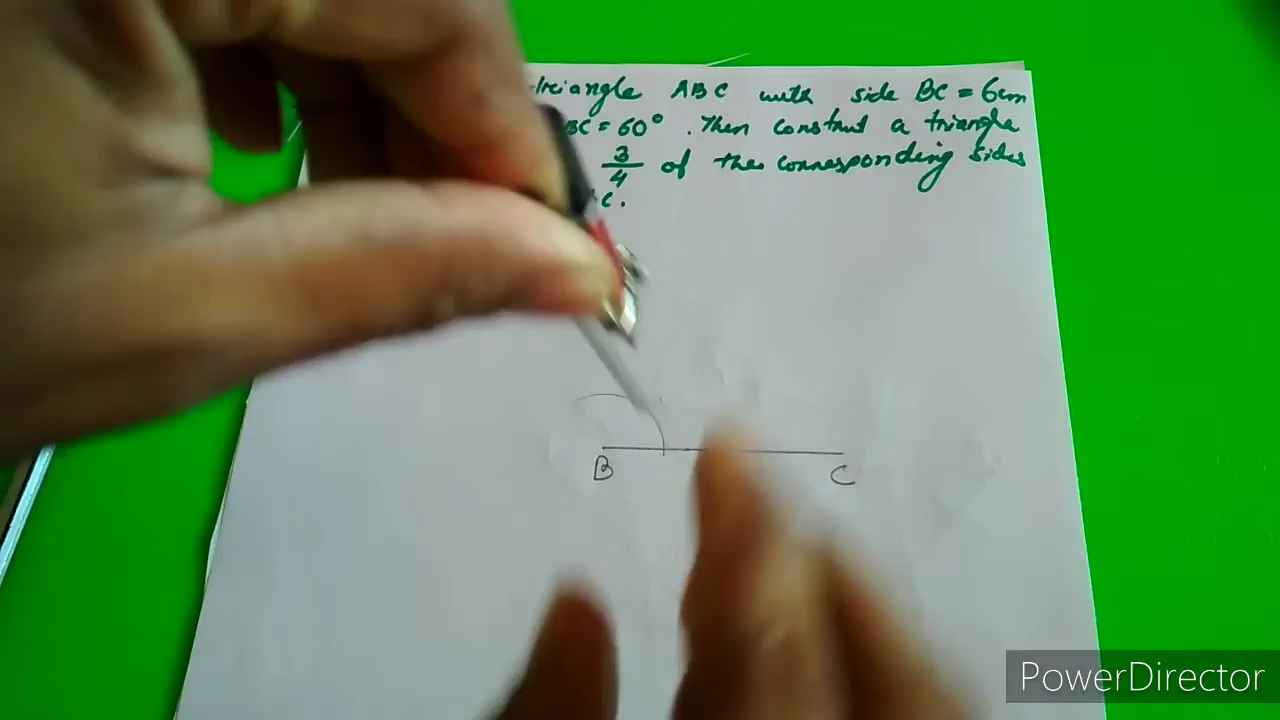 triangle ABC with side BC = 6cm
BC = 60° . Then construct a triangle
3/4 of the corresponding sides
C.
B
C
PowerDirector